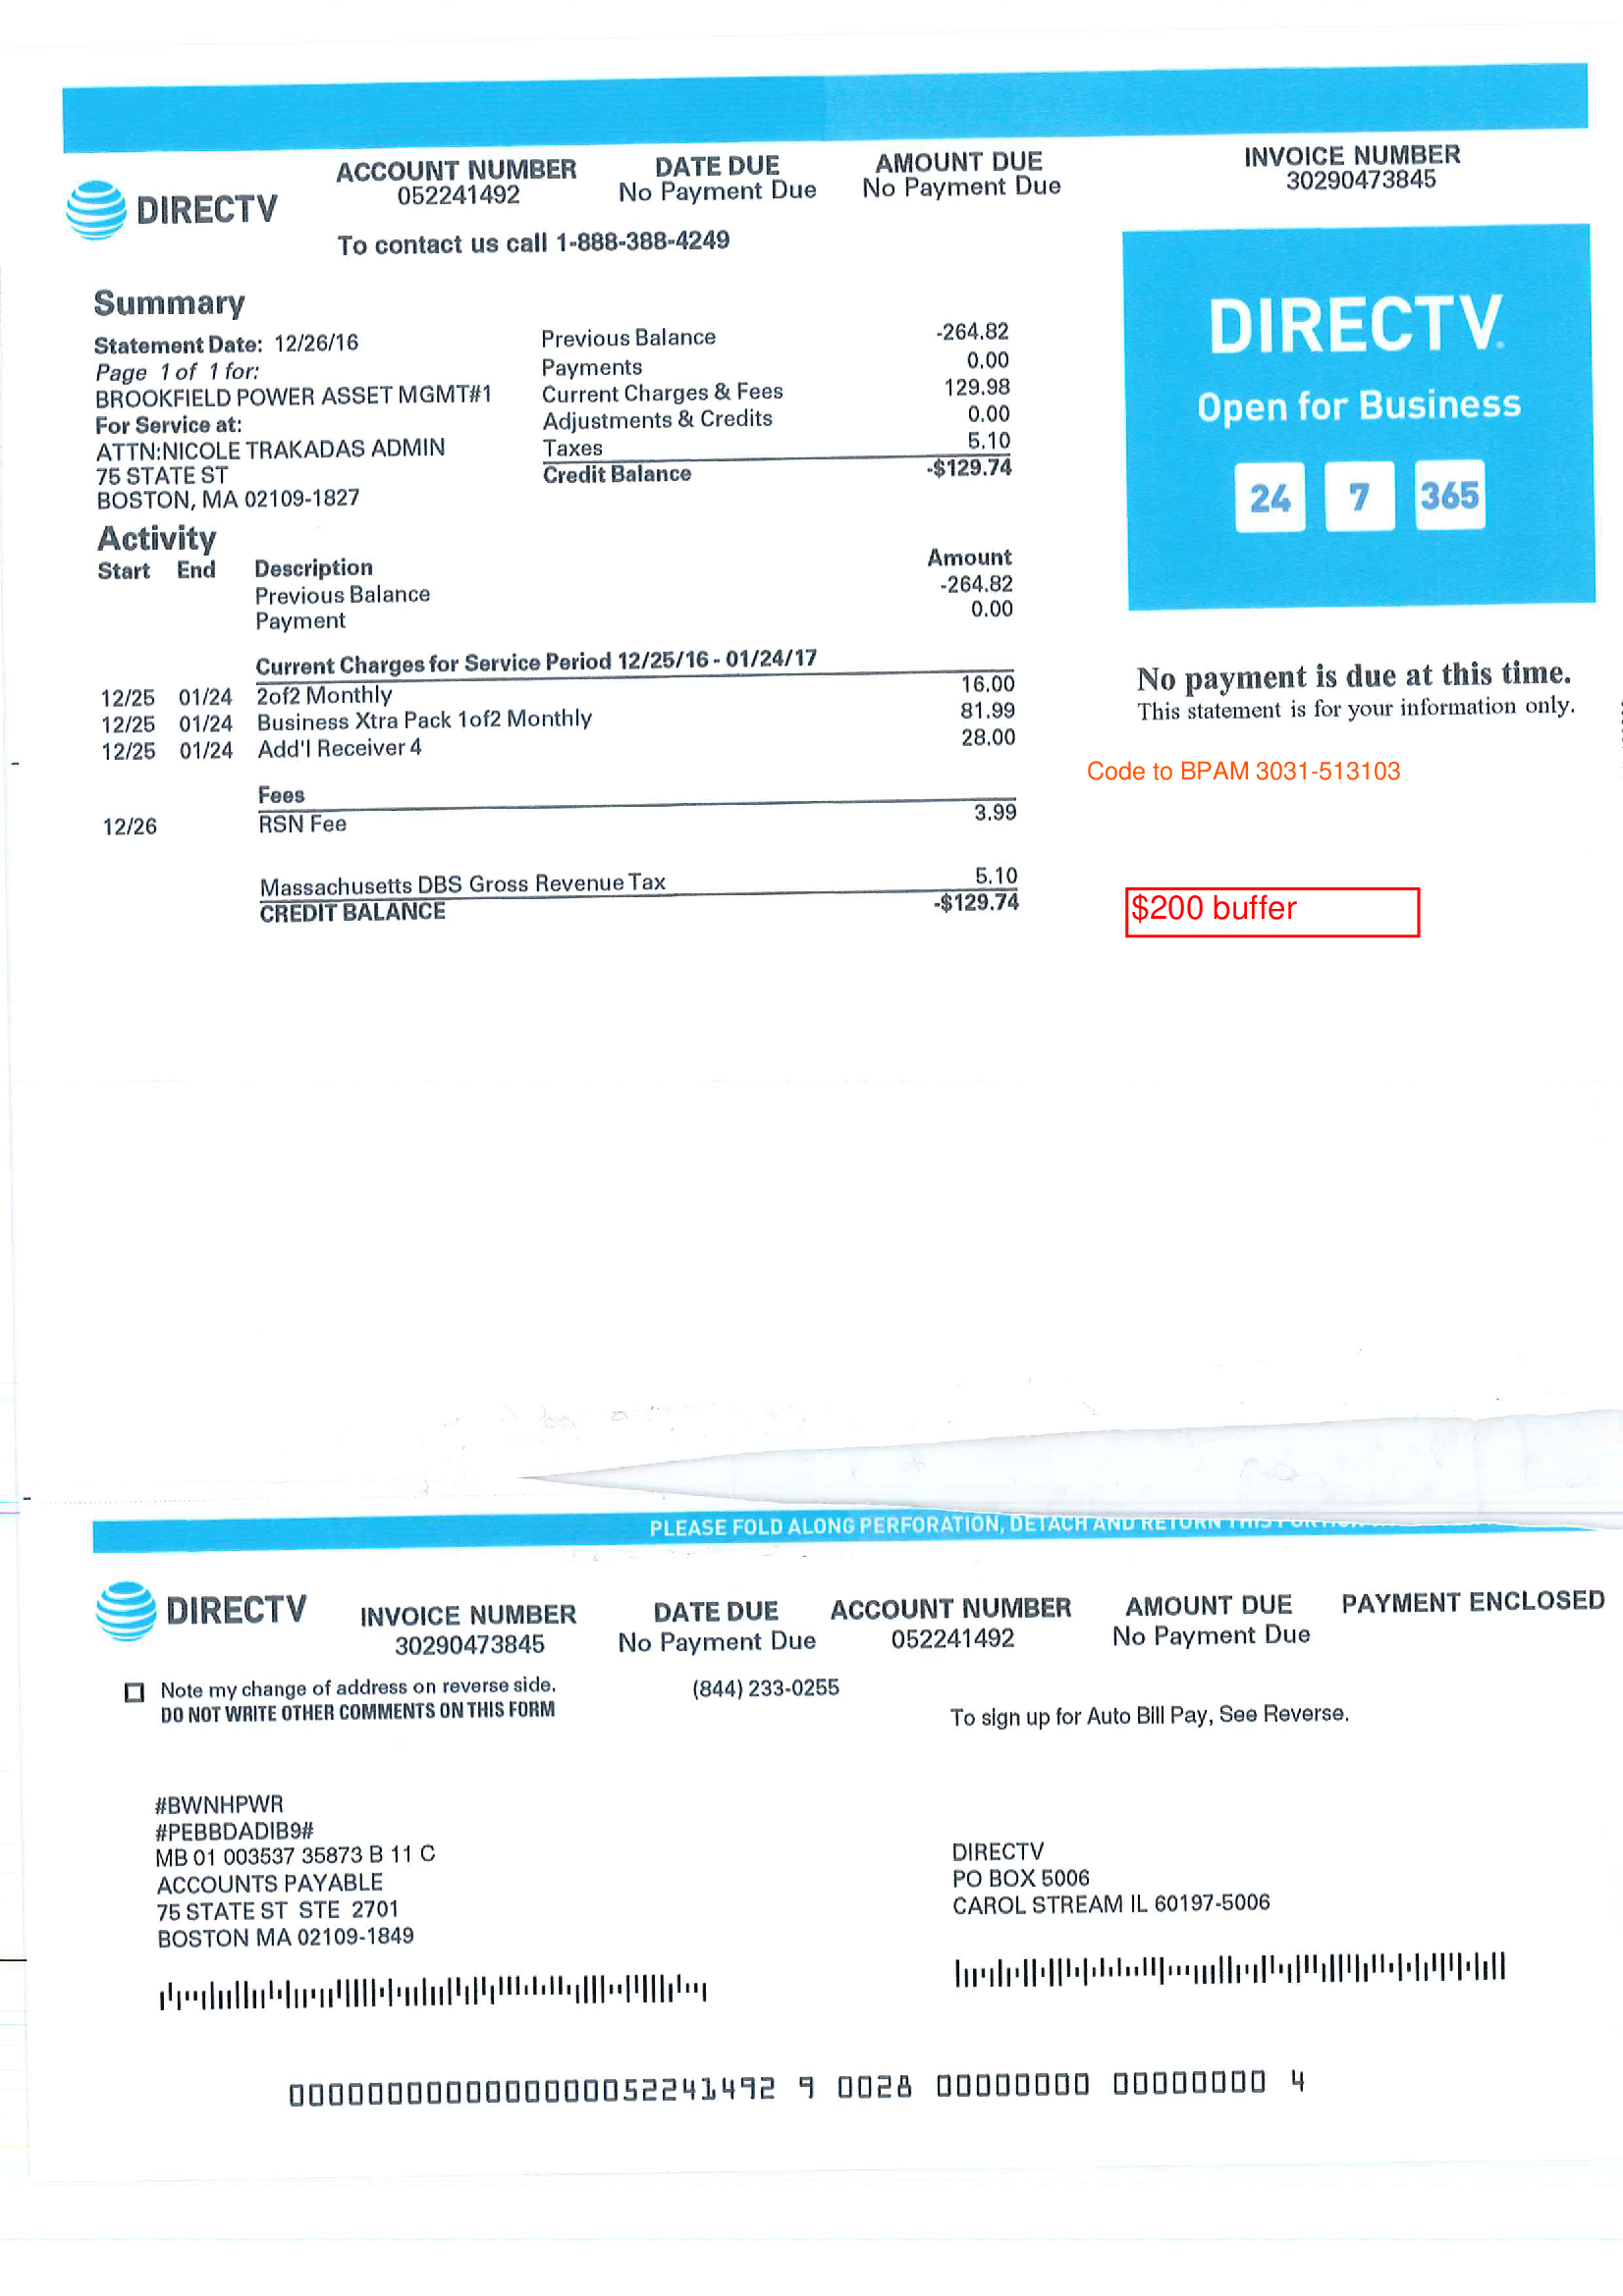 ACCOUNT NUMBER DATE DUE AMOUNT DUE INVOICE NUMBER
DIRECTV 052241492 No Payment Due No Payment Due 30290473845
To contact us call 1-888-388-4249
Summary
Statement Date: 12/26/16 Previous Balance -264.82
Page 1 of 1 for: Payments 0.00
BROOKFIELD POWER ASSET MGMT#1 Current Charges & Fees 129.98
For Service at: Adjustments & Credits 0.00
ATTN:NICOLE TRAKADAS ADMIN Taxes 5.10
75 STATE ST Credit Balance -$129.74
BOSTON, MA 02109-1827
DIRECTV.
Open for Business
24 7 365
Activity
Start End Description Amount
Previous Balance -264.82
Payment 0.00
Current Charges for Service Period 12/25/16 - 01/24/17
12/25 01/24 2of2 Monthly 16.00
12/25 01/24 Business Xtra Pack 1of2 Monthly 81.99
12/25 01/24 Add'l Receiver 4 28.00
Fees
12/26 RSN Fee 3.99
Massachusetts DBS Gross Revenue Tax 5.10
CREDIT BALANCE -$129.74
No payment is due at this time.
This statement is for your information only.
Code to BPAM 3031-513103
$200 buffer
PLEASE FOLD ALONG PERFORATION, DETACH AND RETURN THIS
DIRECTV INVOICE NUMBER DATE DUE ACCOUNT NUMBER AMOUNT DUE PAYMENT ENCLOSED
30290473845 No Payment Due 052241492 No Payment Due
Note my change of address on reverse side. (844) 233-0255
DO NOT WRITE OTHER COMMENTS ON THIS FORM
To sign up for Auto Bill Pay, See Reverse.
#BWNHPWR
#PEBBDADIB9#
MB 01 003537 35873 B 11 C
ACCOUNTS PAYABLE
75 STATE ST STE 2701
BOSTON MA 02109-1849
DIRECTV
PO BOX 5006
CAROL STREAM IL 60197-5006
00000000000000000052241492 9 0028 00000000 00000000 4